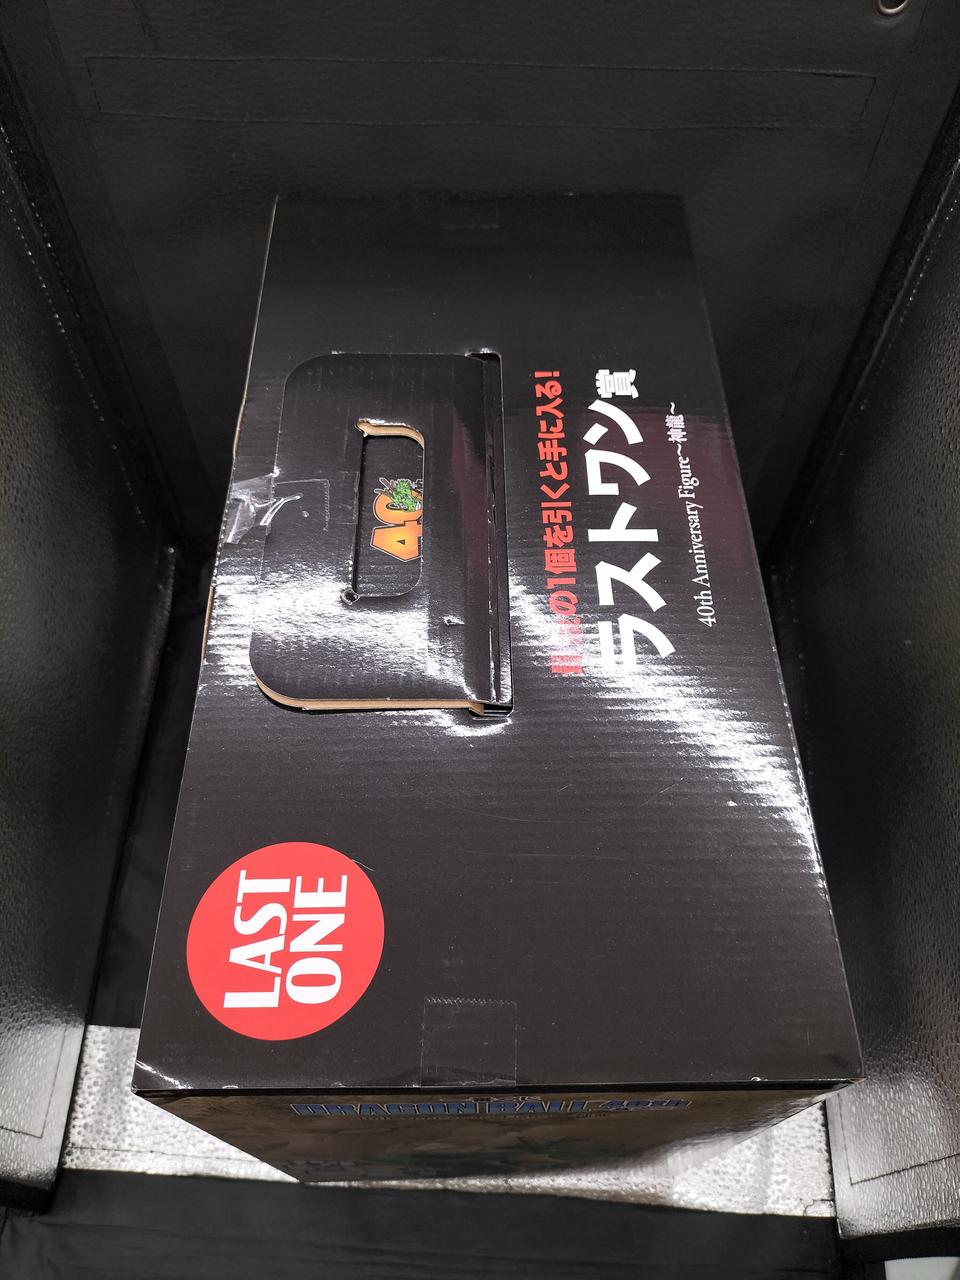 の1個を引くと手に入る!
ラストワン賞
40th Anniversary Figure～神龍～
40
LAST
ONE
DRAGON BALL 40th